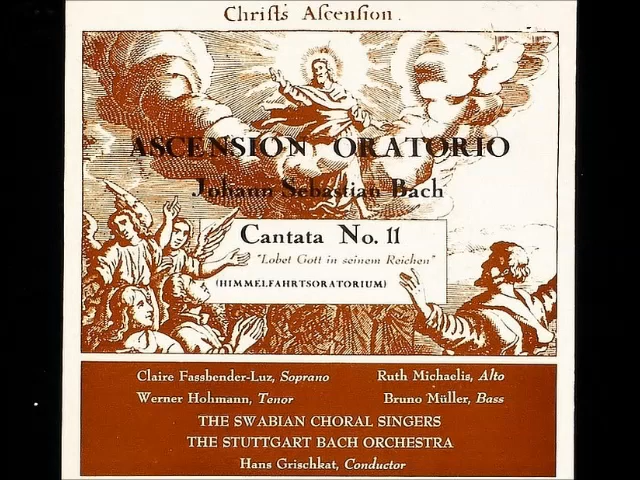 Christs Ascension.
ASCENSION ORATORIO
Johann Sebastian Bach
Cantata No. 11
"Lobet Gott in seinem Reichen"
(HIMMELFAHRTSORATORIUM)
Claire Fassbender-Luz, Soprano Ruth Michaelis, Alto
Werner Hohmann, Tenor Bruno Müller, Bass
THE SWABIAN CHORAL SINGERS
THE STUTTGART BACH ORCHESTRA
Hans Grischkat, Conductor